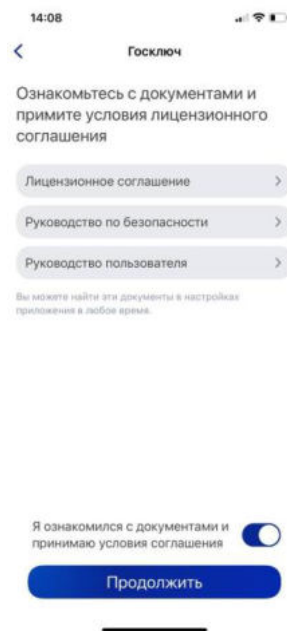 14:08
Госключ
Ознакомьтесь с документами и
примите условия лицензионного
соглашения
Лицензионное соглашение
Руководство по безопасности
Руководство пользователя
Вы можете найти эти документы в настройках
приложения в любое время.
Я ознакомился с документами и
принимаю условия соглашения
Продолжить